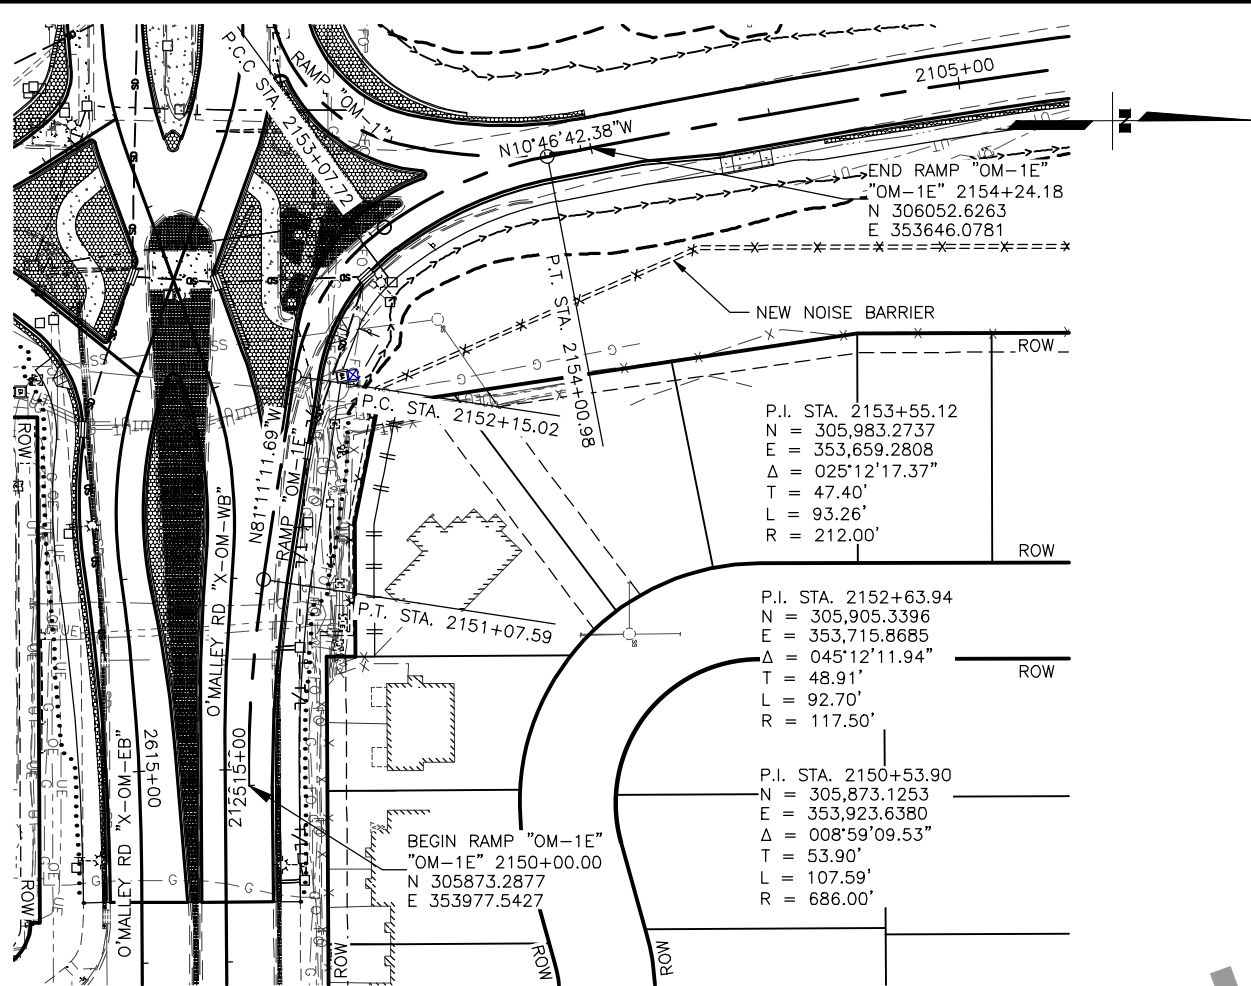 P.C.C STA. 2153+07.72
RAMP "OM-1"
2105+00
N10°46'42.38"W
N
END RAMP "OM-1E"
"OM-1E" 2154+24.18
N 306052.6263
E 353646.0781
P.T. STA. 2154+00.98
NEW NOISE BARRIER
ROW
P.C. STA. 2152+15.02
P.I. STA. 2153+55.12
N = 305,983.2737
E = 353,659.2808
Δ = 025°12'17.37"
T = 47.40'
L = 93.26'
R = 212.00'
ROW
ROW
N81°11'11.69"W
RAMP "OM-1E"
O'MALLEY RD "X-OM-WB"
P.T. STA. 2151+07.59
P.I. STA. 2152+63.94
N = 305,905.3396
E = 353,715.8685
Δ = 045°12'11.94"
T = 48.91'
L = 92.70'
R = 117.50'
ROW
O'MALLEY RD "X-OM-EB"
2615+00
2515+00
P.I. STA. 2150+53.90
N = 305,873.1253
E = 353,923.6380
Δ = 008°59'09.53"
T = 53.90'
L = 107.59'
R = 686.00'
BEGIN RAMP "OM-1E"
"OM-1E" 2150+00.00
N 305873.2877
E 353977.5427
ROW
ROW
ROW
ROW